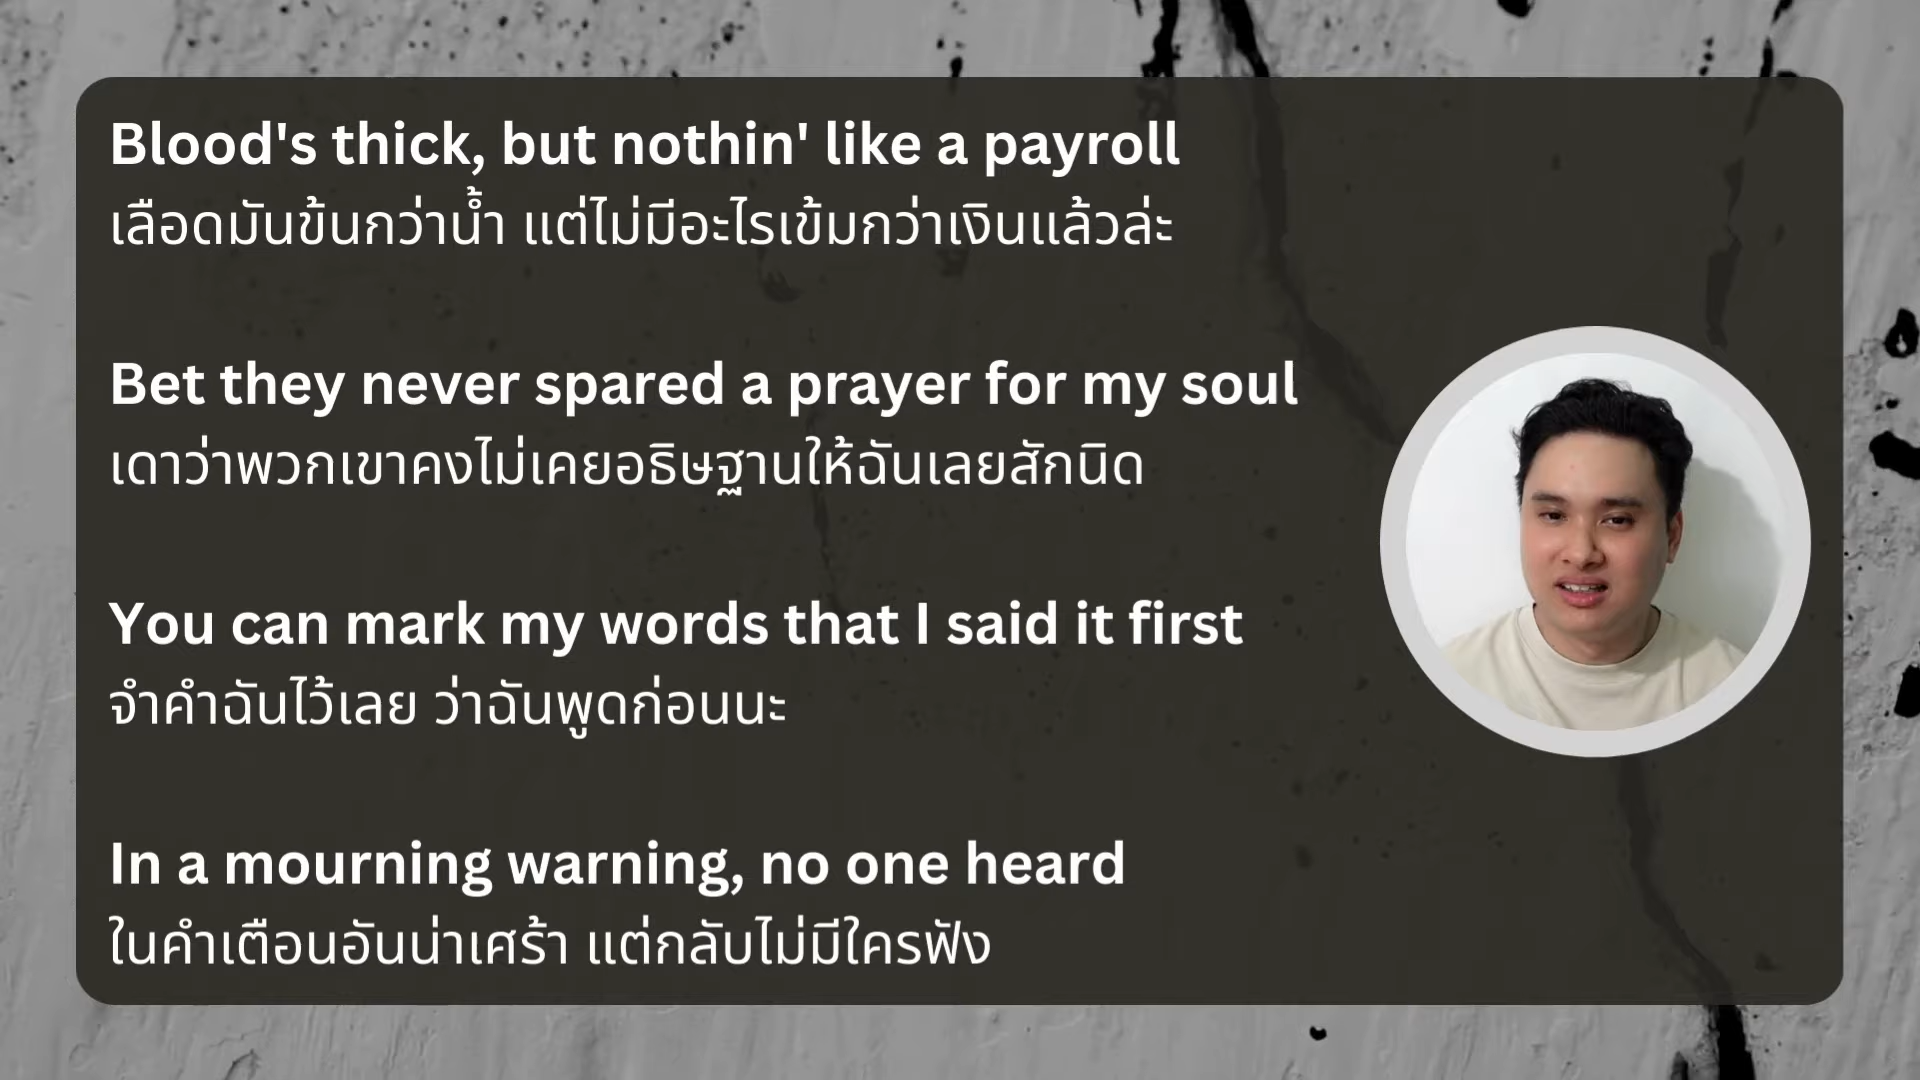 Blood's thick, but nothin' like a payroll
เลือดมันข้นกว่าน้ำ แต่ไม่มีอะไรเข้มกว่าเงินแล้วล่ะ
Bet they never spared a prayer for my soul
เดาว่าพวกเขาคงไม่เคยอธิษฐานให้ฉันเลยสักนิด
You can mark my words that I said it first
จำคำฉันไว้เลย ว่าฉันพูดก่อนนะ
In a mourning warning, no one heard
ในคำเตือนอันน่าเศร้า แต่กลับไม่มีใครฟัง